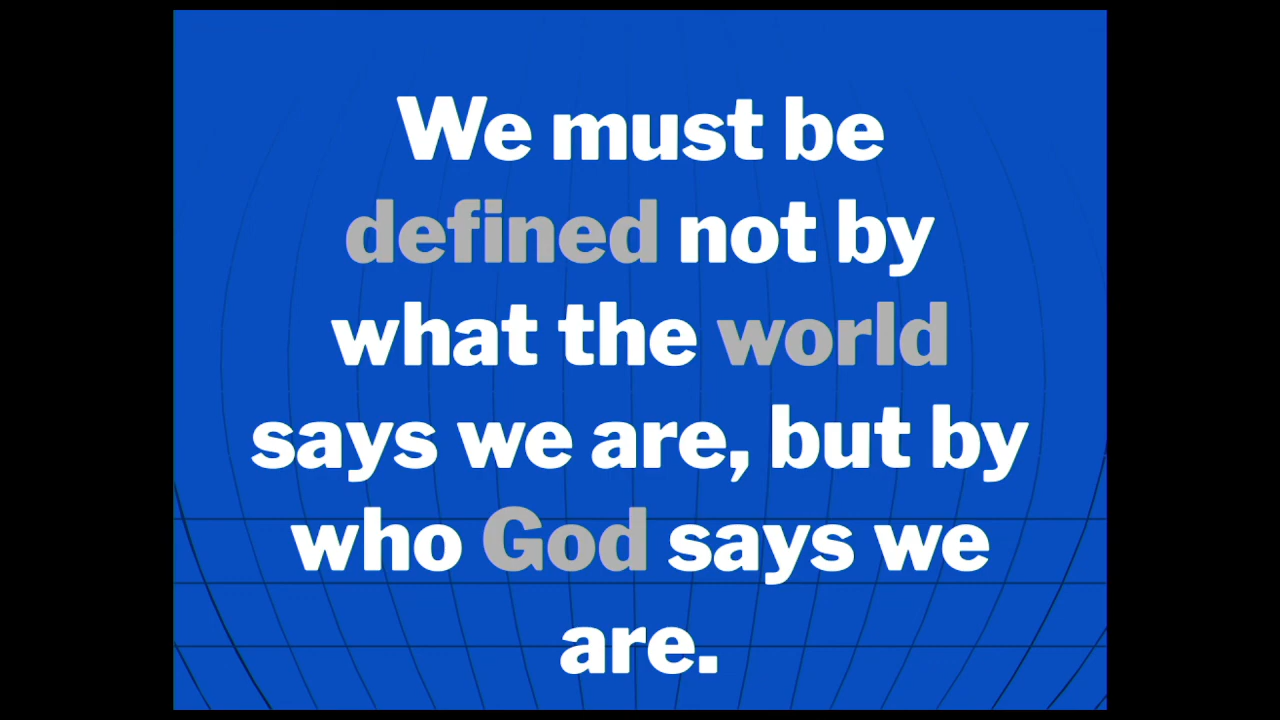 We must be
defined not by
what the world
says we are, but by
who God says we
are.